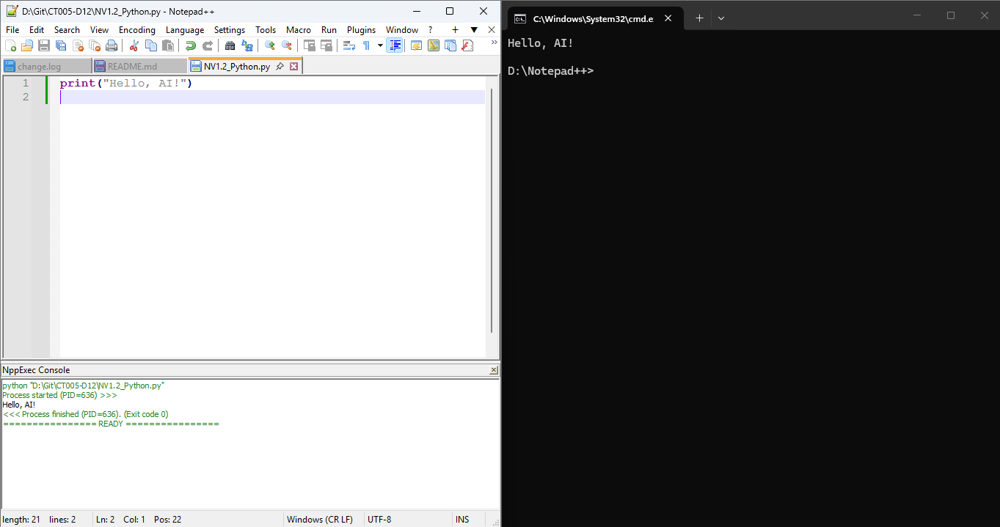 D:\Git\CT005-D12\NV1.2_Python.py - Notepad++
File Edit Search View Encoding Language Settings Tools Macro Run Plugins Window ? + ▼ ✕
change.log README.md NV1.2_Python.py
1 print("Hello, AI!")
2
NppExec Console
python "D:\Git\CT005-D12\NV1.2_Python.py"
Process started (PID=636) >>>
Hello, AI!
<<< Process finished (PID=636). (Exit code 0)
================ READY ================
length: 21 lines: 2 Ln: 2 Col: 1 Pos: 22 Windows (CR LF) UTF-8 INS
C:\Windows\System32\cmd.e
Hello, AI!
D:\Notepad++>